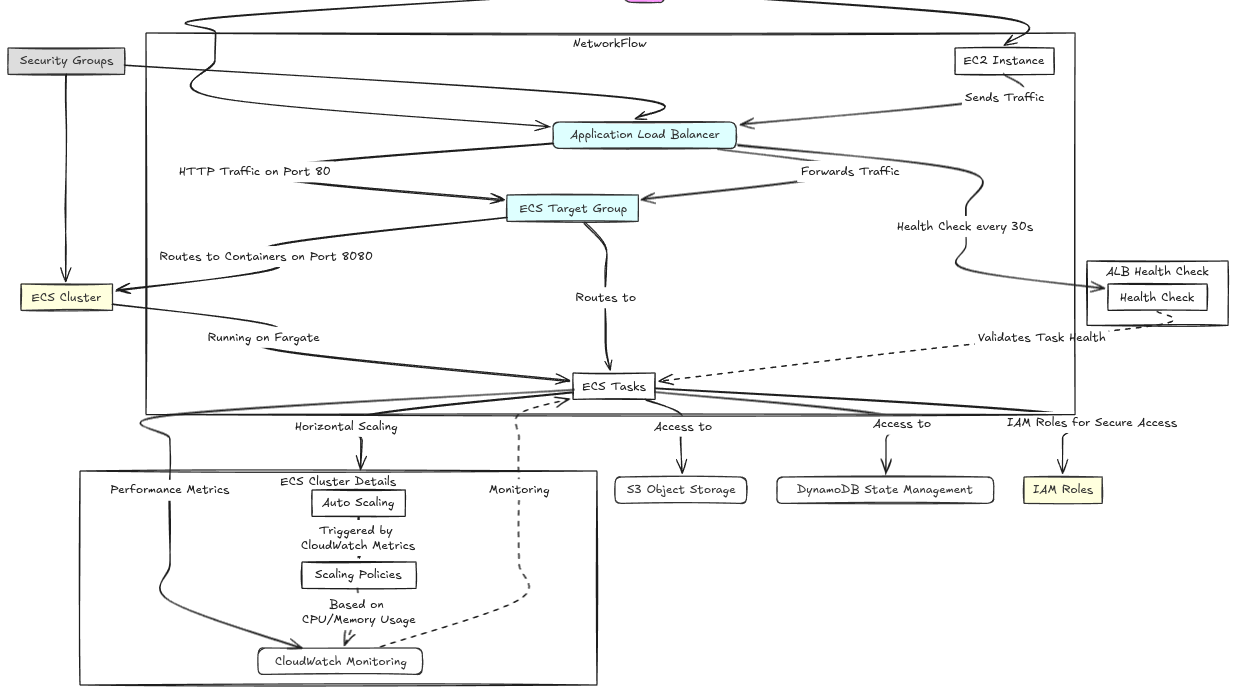 NetworkFlow
Security Groups
EC2 Instance
Sends Traffic
Application Load Balancer
HTTP Traffic on Port 80
Forwards Traffic
ECS Target Group
Health Check every 30s
Routes to Containers on Port 8080
ALB Health Check
ECS Cluster
Routes to
Health Check
Running on Fargate
Validates Task Health
ECS Tasks
Horizontal Scaling
Access to
Access to
IAM Roles for Secure Access
ECS Cluster Details
Performance Metrics
Monitoring
S3 Object Storage
DynamoDB State Management
IAM Roles
Auto Scaling
Triggered by
CloudWatch Metrics
Scaling Policies
Based on
CPU/Memory Usage
CloudWatch Monitoring